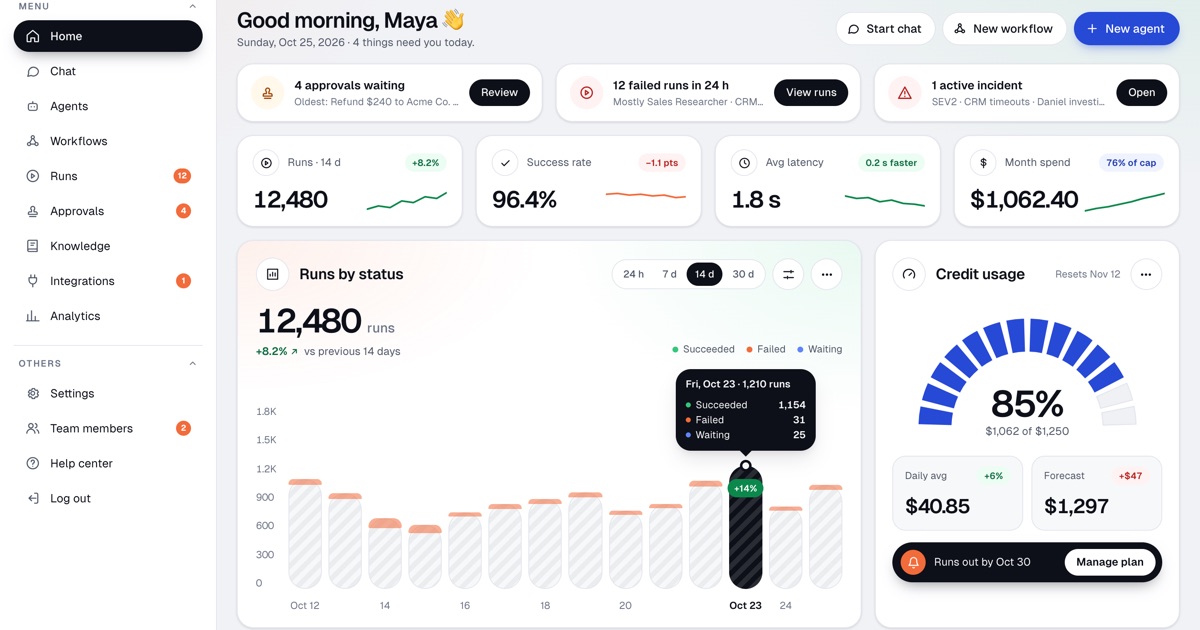 MENU
Home
Chat
Agents
Workflows
Runs 12
Approvals 4
Knowledge
Integrations 1
Analytics
OTHERS
Settings
Team members 2
Help center
Log out
Good morning, Maya 👋
Sunday, Oct 25, 2026 · 4 things need you today.
Start chat
New workflow
New agent
4 approvals waiting
Oldest: Refund $240 to Acme Co. ...
Review
12 failed runs in 24 h
Mostly Sales Researcher · CRM...
View runs
1 active incident
SEV2 · CRM timeouts · Daniel investi...
Open
Runs · 14 d
+8.2%
12,480
Success rate
−1.1 pts
96.4%
Avg latency
0.2 s faster
1.8 s
Month spend
76% of cap
$1,062.40
Runs by status
24 h 7 d 14 d 30 d
12,480 runs
+8.2% ↗ vs previous 14 days
Succeeded Failed Waiting
Fri, Oct 23 · 1,210 runs
Succeeded 1,154
Failed 31
Waiting 25
1.8K
1.5K
1.2K
900
600
300
0
+14%
Oct 12 14 16 18 20 Oct 23 24
Credit usage
Resets Nov 12
85%
$1,062 of $1,250
Daily avg
+6%
$40.85
Forecast
+$47
$1,297
Runs out by Oct 30
Manage plan